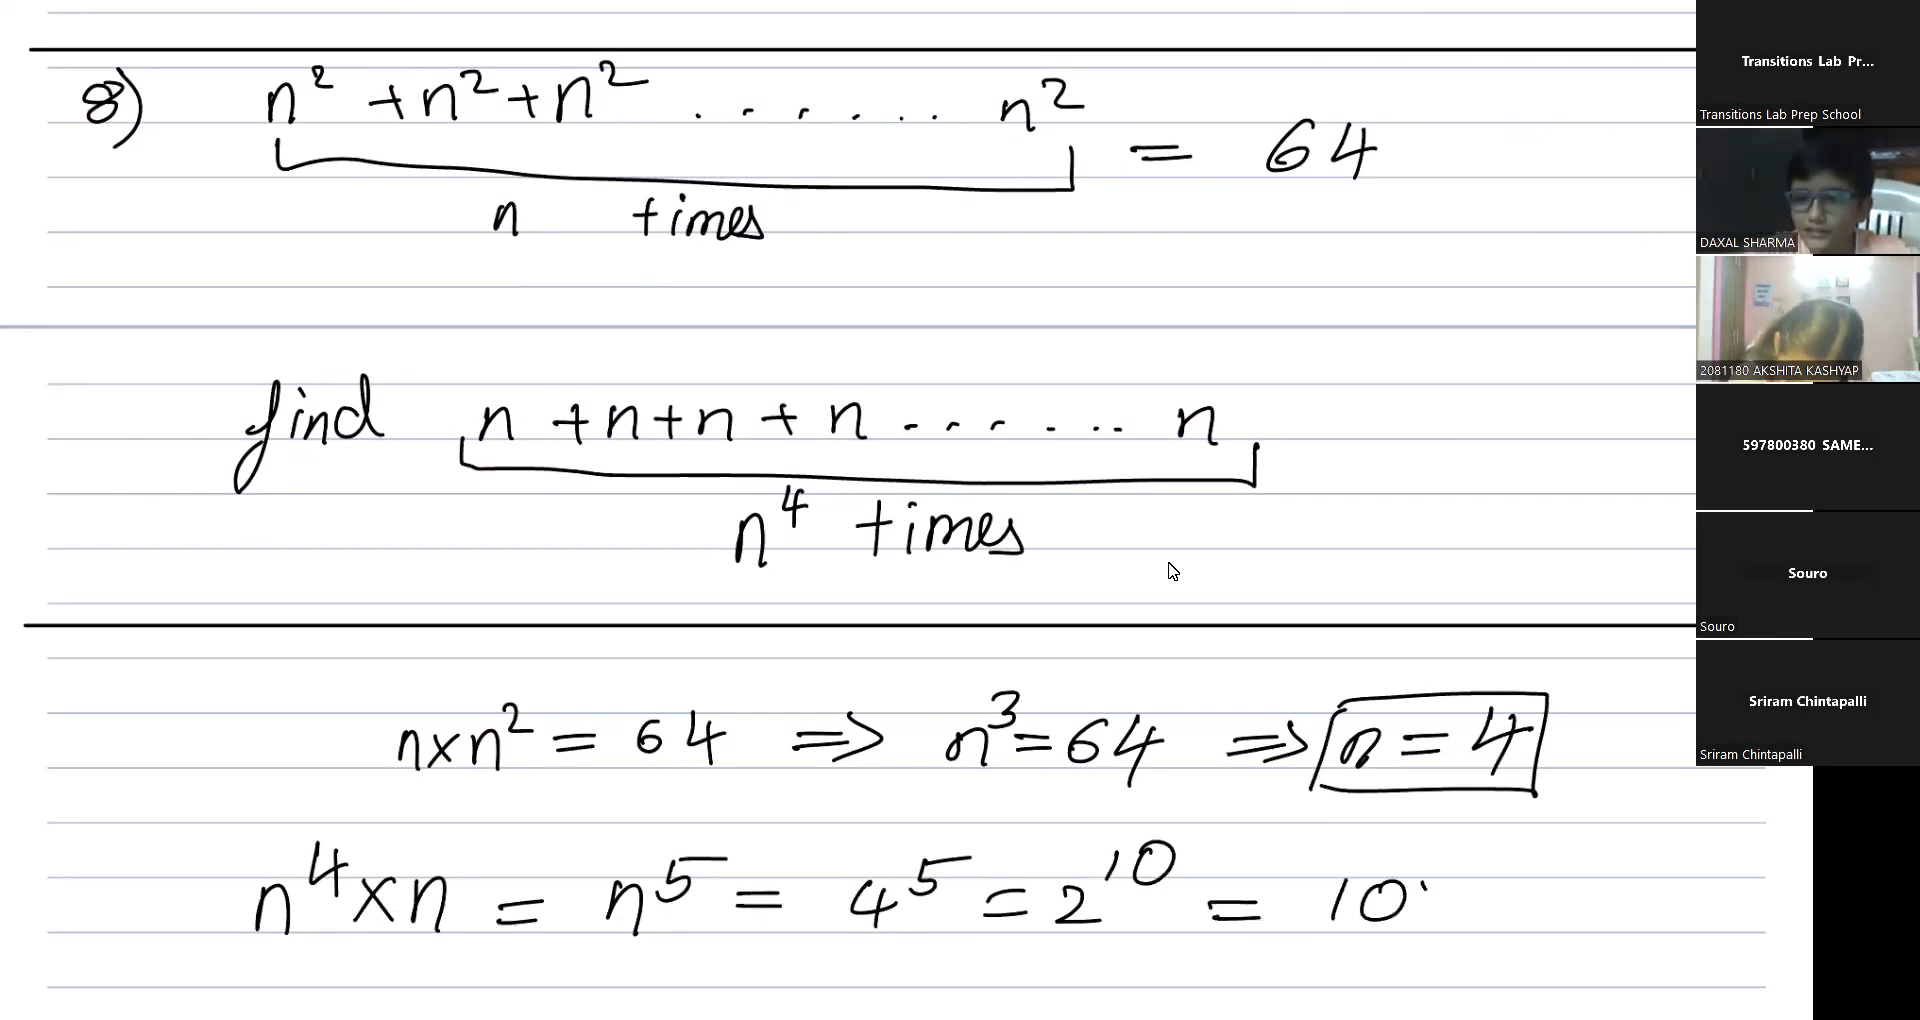 8) n² + n² + n² . . . . . . n² = 64
n times
find n + n + n + n . . . . . . . n
n⁴ times
n x n² = 64 => n³ = 64 => n = 4
n⁴ x n = n⁵ = 4⁵ = 2¹⁰ = 10
Transitions Lab Pr...
Transitions Lab Prep School
DAXAL SHARMA
2081180 AKSHITA KASHYAP
597800380 SAME...
Souro
Souro
Sriram Chintapalli
Sriram Chintapalli